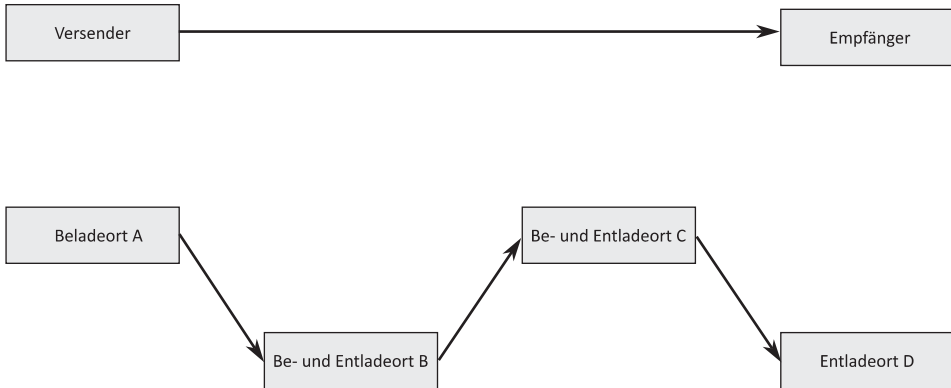 Versender
Empfänger
Beladeort A
Be- und Entladeort C
Be- und Entladeort B
Entladeort D